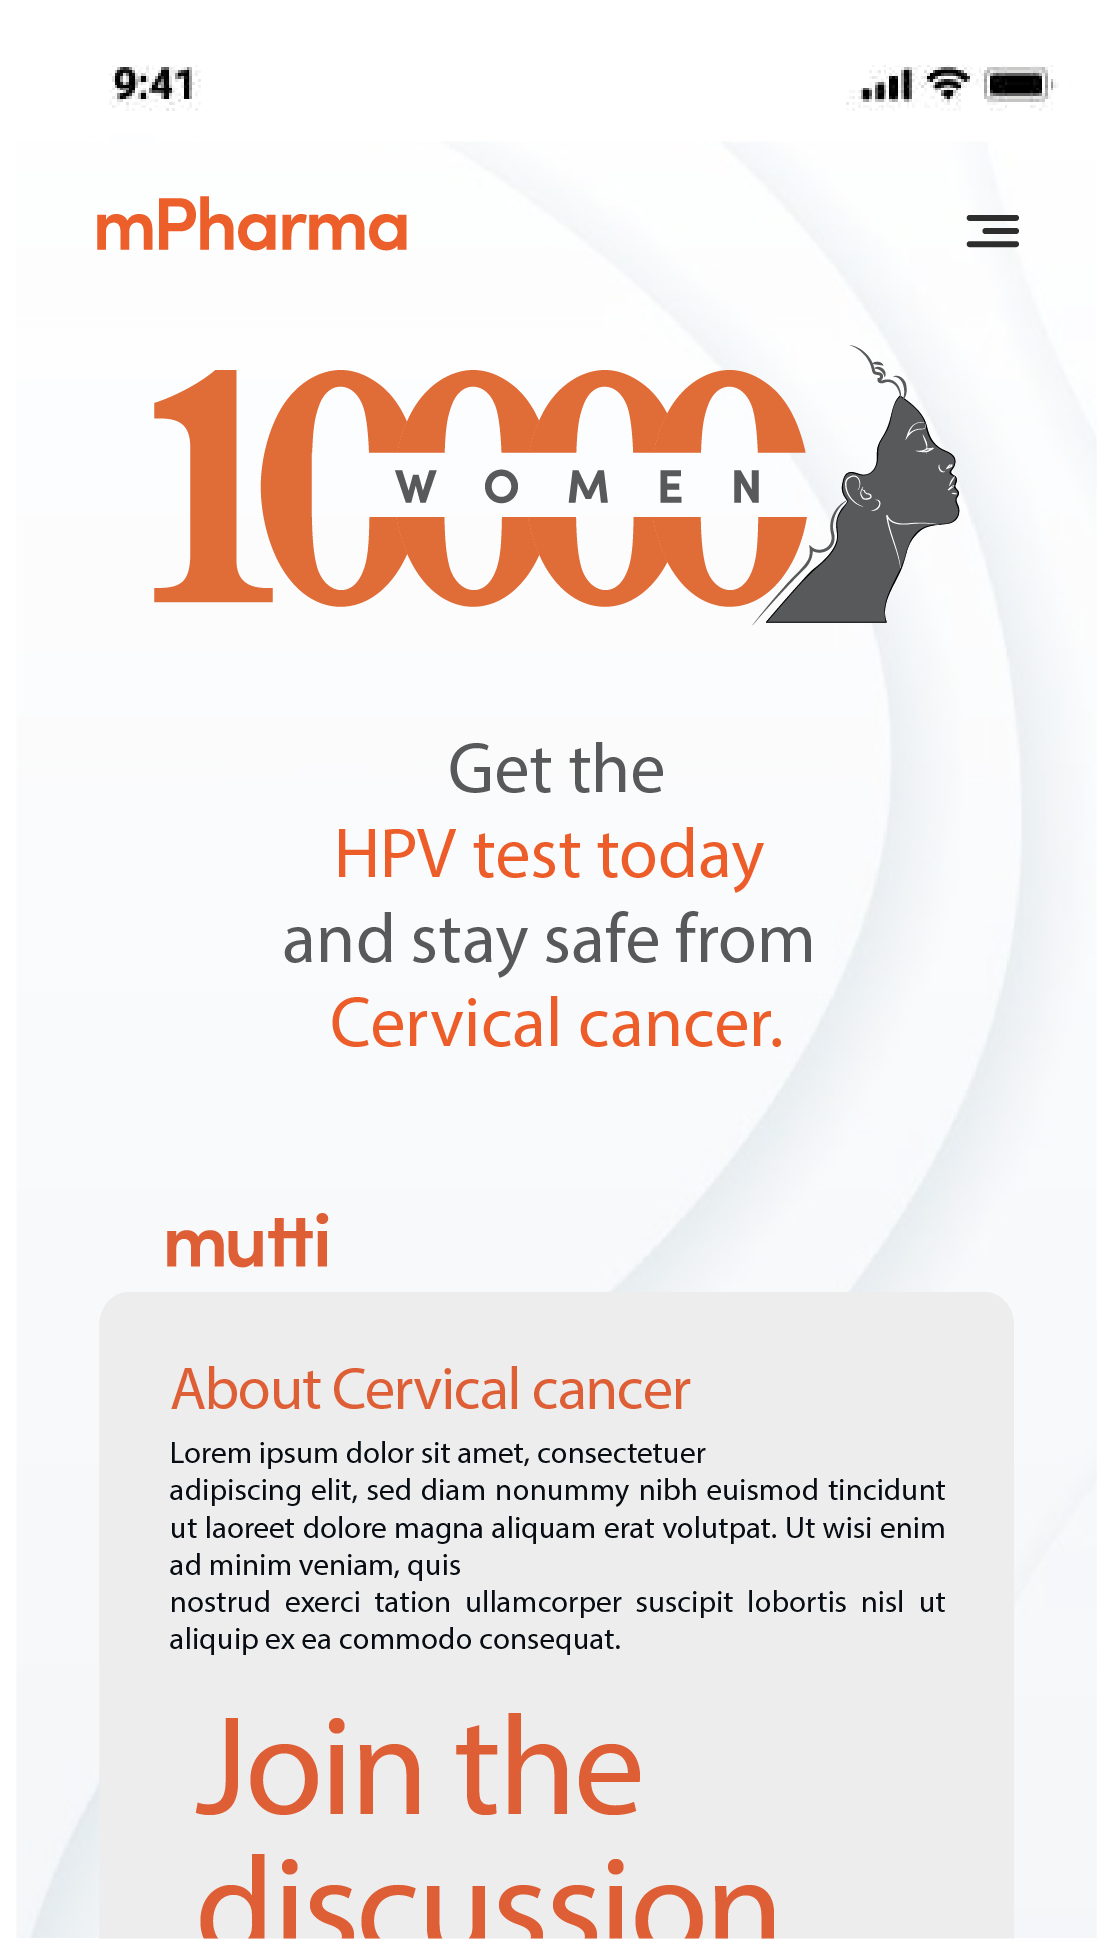 9:41
mPharma
10000
WOMEN
Get the
HPV test today
and stay safe from
Cervical cancer.
mutti
About Cervical cancer
Lorem ipsum dolor sit amet, consectetuer
adipiscing elit, sed diam nonummy nibh euismod tincidunt
ut laoreet dolore magna aliquam erat volutpat. Ut wisi enim
ad minim veniam, quis
nostrud exerci tation ullamcorper suscipit lobortis nisl ut
aliquip ex ea commodo consequat.
Join the
discussion